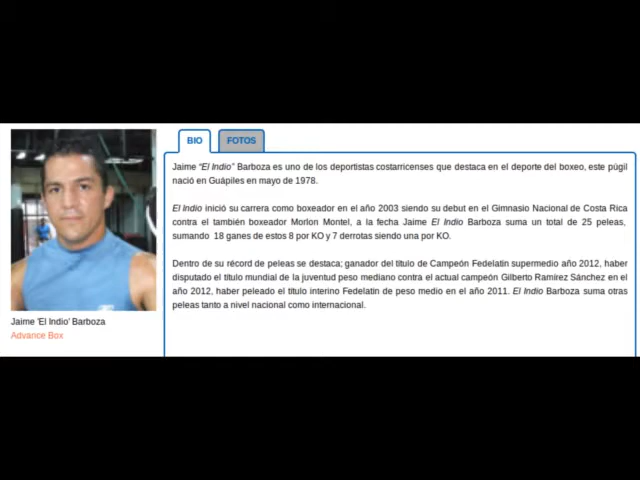 BIO
FOTOS
Jaime “El Indio” Barboza es uno de los deportistas costarricenses que destaca en el deporte del boxeo, este púgil
nació en Guápiles en mayo de 1978.
El Indio inició su carrera como boxeador en el año 2003 siendo su debut en el Gimnasio Nacional de Costa Rica
contra el también boxeador Morlon Montel, a la fecha Jaime El Indio Barboza suma un total de 25 peleas,
sumando 18 ganes de estos 8 por KO y 7 derrotas siendo una por KO.
Dentro de su récord de peleas se destaca; ganador del título de Campeón Fedelatin supermedio año 2012, haber
disputado el título mundial de la juventud peso mediano contra el actual campeón Gilberto Ramírez Sánchez en el
año 2012, haber peleado el título interino Fedelatin de peso medio en el año 2011. El Indio Barboza suma otras
peleas tanto a nivel nacional como internacional.
Jaime 'El Indio' Barboza
Advance Box